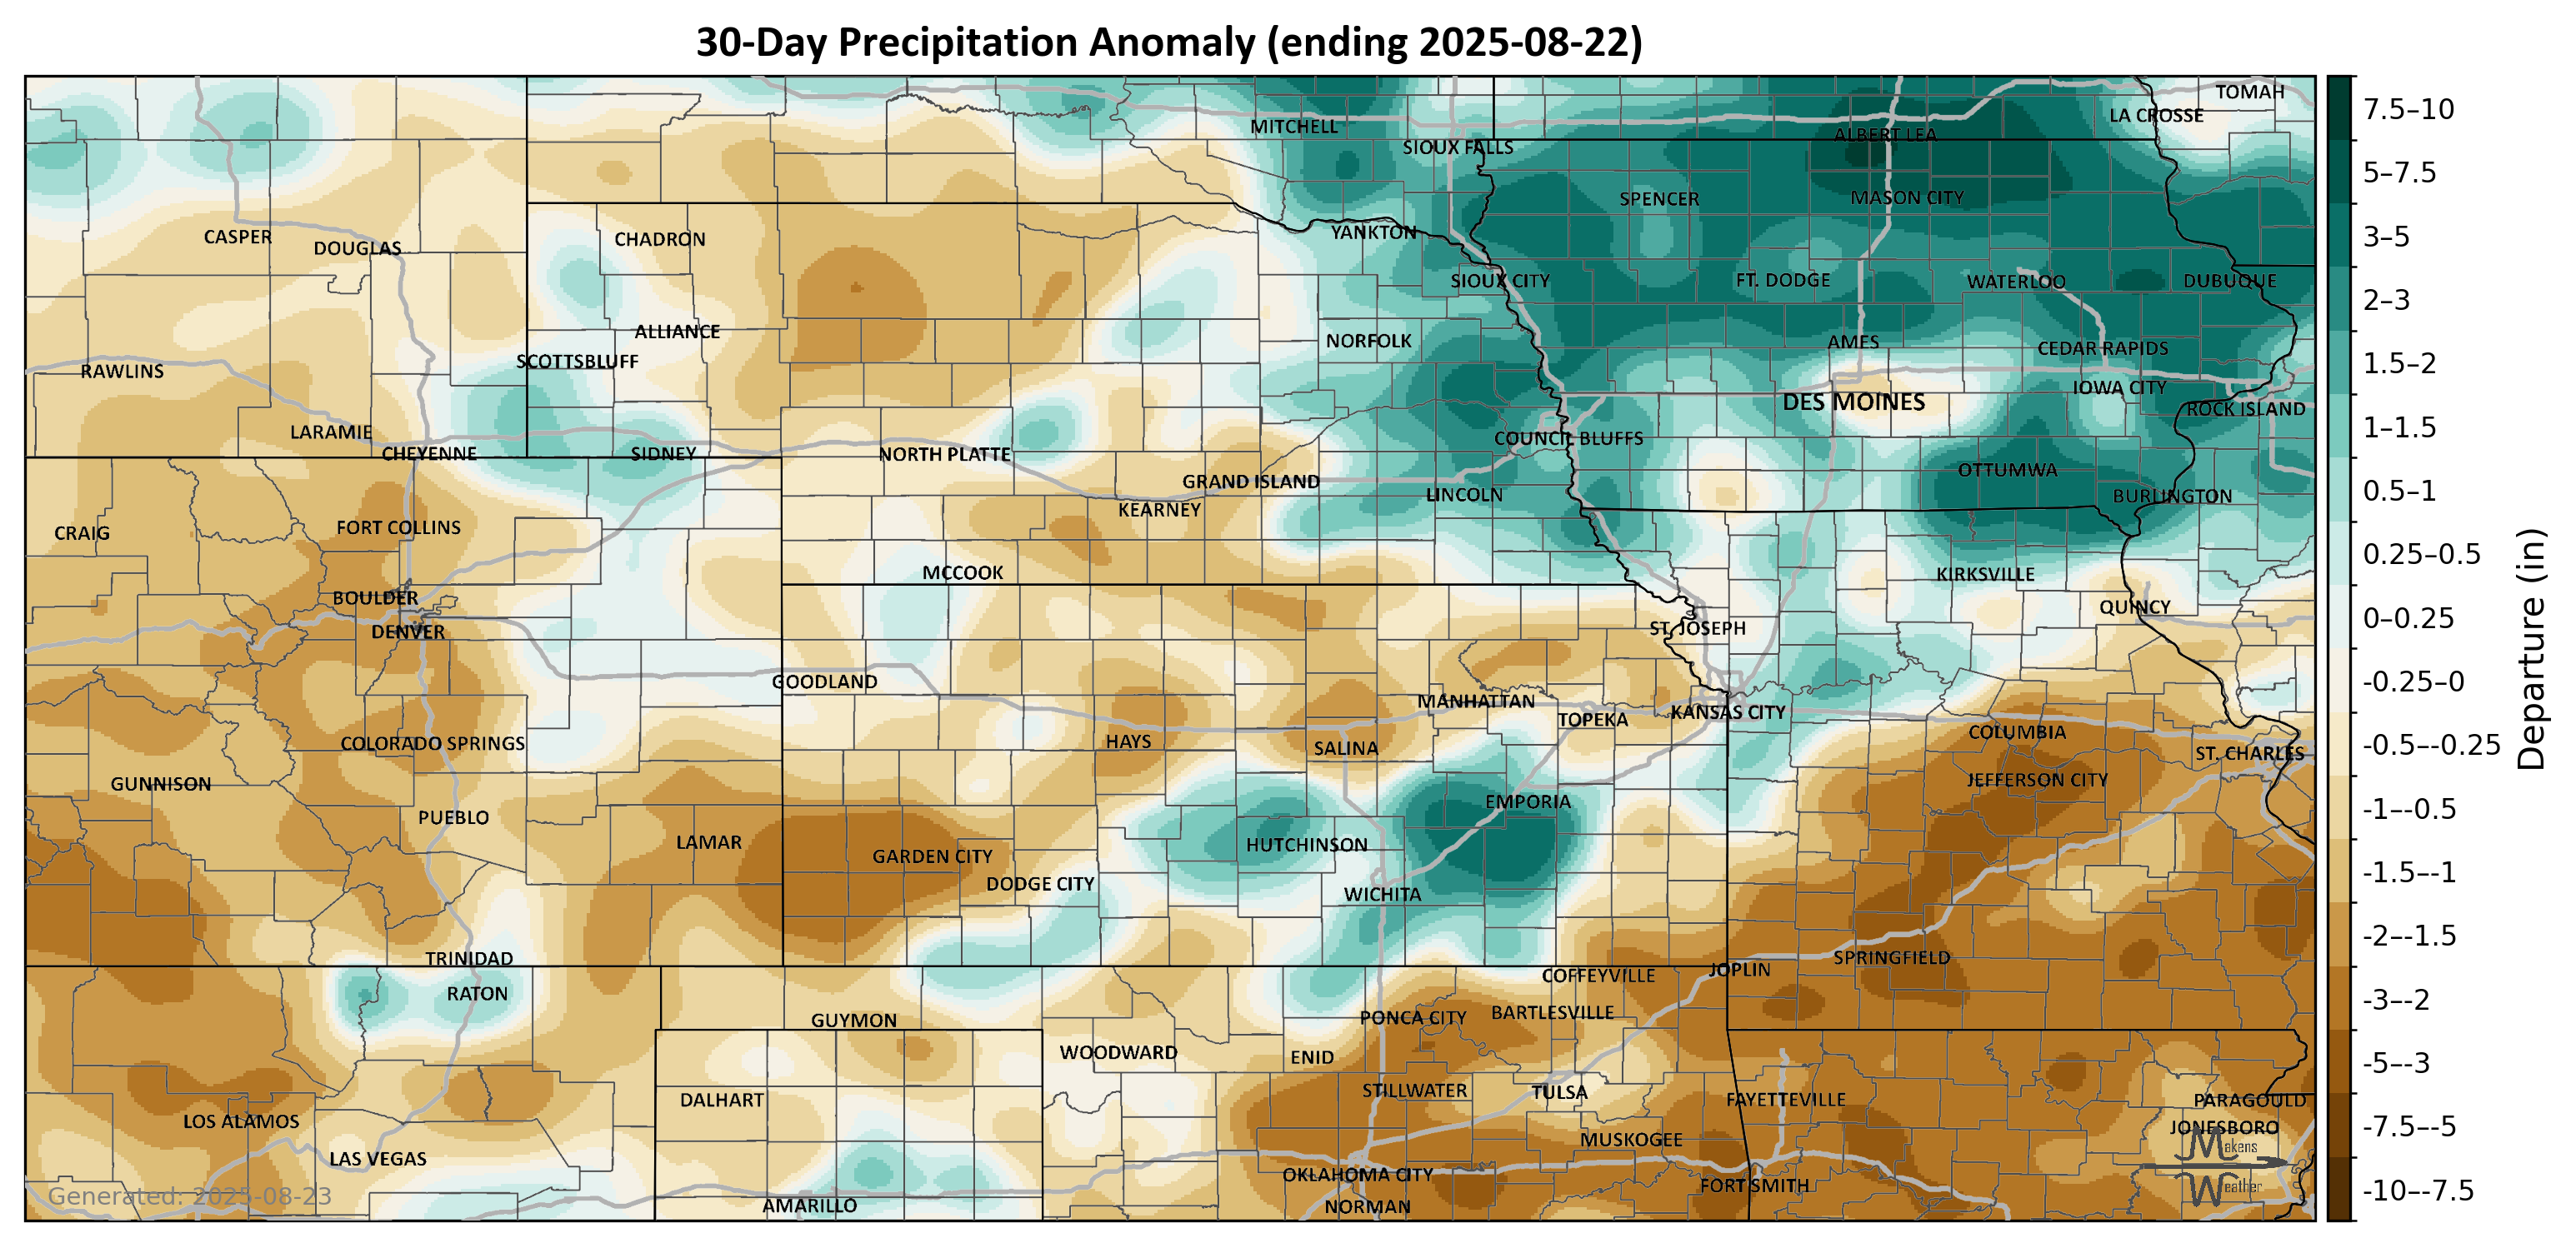 30-Day Precipitation Anomaly (ending 2025-08-22)
TOMAH
LA CROSSE
MITCHELL
ALBERT LEA
SIOUX FALLS
SPENCER
MASON CITY
CASPER
DOUGLAS
CHADRON
YANKTON
SIOUX CITY
FT. DODGE
WATERLOO
DUBUQUE
ALLIANCE
NORFOLK
AMES
CEDAR RAPIDS
SCOTTSBLUFF
RAWLINS
IOWA CITY
DES MOINES
ROCK ISLAND
LARAMIE
COUNCIL BLUFFS
CHEYENNE
SIDNEY
NORTH PLATTE
OTTUMWA
GRAND ISLAND
LINCOLN
BURLINGTON
KEARNEY
CRAIG
FORT COLLINS
MCCOOK
KIRKSVILLE
BOULDER
QUINCY
DENVER
ST. JOSEPH
GOODLAND
MANHATTAN
KANSAS CITY
TOPEKA
COLUMBIA
COLORADO SPRINGS
HAYS
SALINA
ST. CHARLES
GUNNISON
JEFFERSON CITY
EMPORIA
PUEBLO
LAMAR
HUTCHINSON
GARDEN CITY
DODGE CITY
WICHITA
TRINIDAD
SPRINGFIELD
JOPLIN
COFFEYVILLE
RATON
BARTLESVILLE
PONCA CITY
GUYMON
WOODWARD
ENID
STILLWATER
TULSA
DALHART
FAYETTEVILLE
PARAGOULD
LOS ALAMOS
JONESBORO
MUSKOGEE
LAS VEGAS
OKLAHOMA CITY
FORT SMITH
AMARILLO
NORMAN
Generated: 2025-08-23
Makens
Weather
7.5–10
5–7.5
3–5
2–3
1.5–2
1–1.5
0.5–1
0.25–0.5
0–0.25
-0.25–0
-0.5–-0.25
-1–-0.5
-1.5–-1
-2–-1.5
-3–-2
-5–-3
-7.5–-5
-10–-7.5
Departure (in)